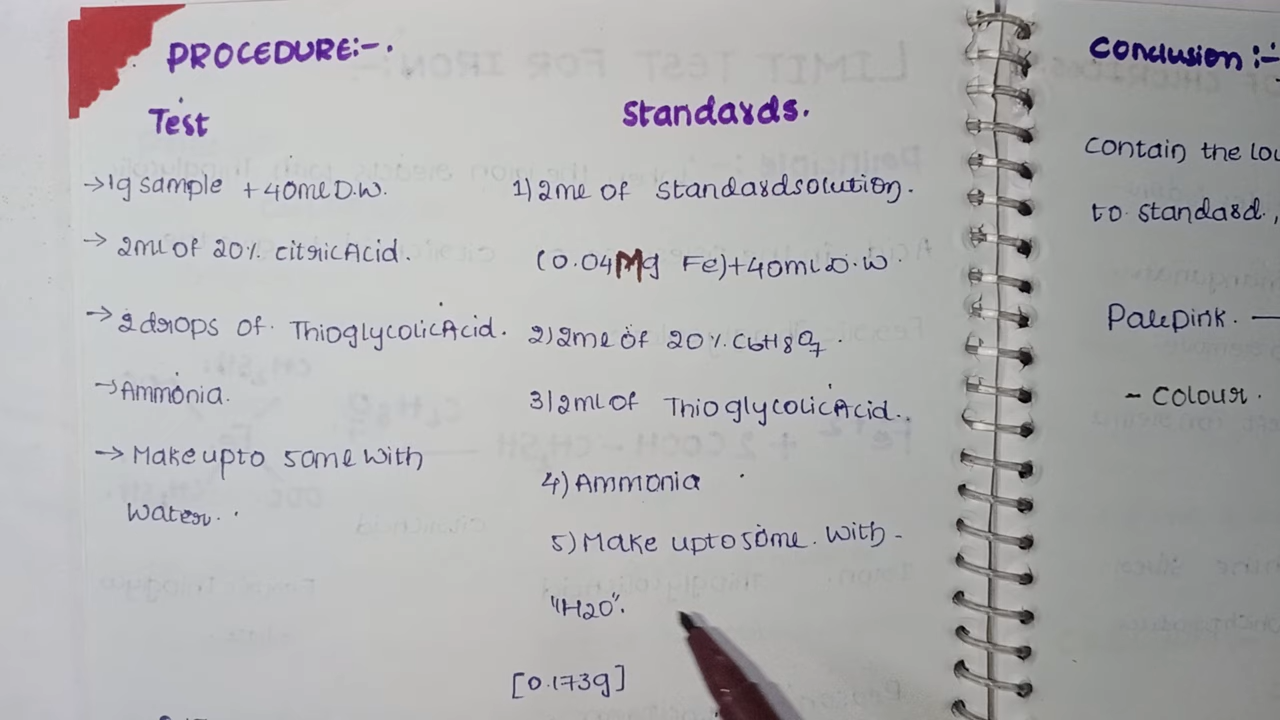 PROCEDURE:-.
Test
→1g sample + 40ml D.W.
→ 2ml of 20% citric Acid.
→ 2 drops of Thioglycolic Acid.
→ Ammonia.
→ Make upto 50ml with
Water.
Standards.
1) 2ml of Standard solution.
(0.04Mg Fe)+40ml D.W
2) 2ml of 20% C6H8O7.
3) 2ml of Thioglycolic Acid.
4) Ammonia
5) Make upto 50ml. With -
"H2O".
[0.173g]
Conclusion :-
Contain the
to standard,
Pale pink. —
- Colour.